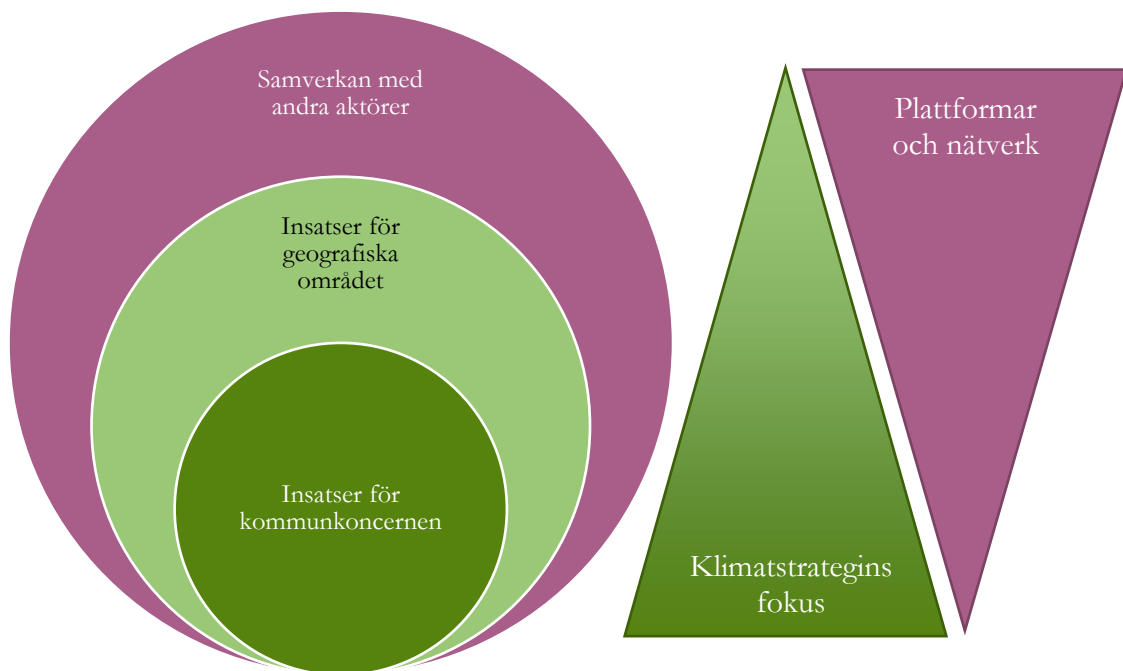 Samverkan med
andra aktörer
Insatser för
geografiska
området
Insatser för
kommunkoncernen
Plattformar
och nätverk
Klimatstrategins
fokus